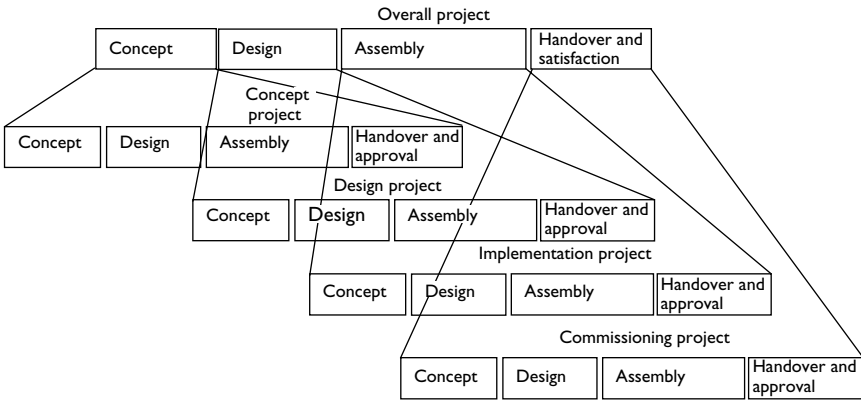 Overall project
Concept Design Assembly Handover and
satisfaction
Concept
project
Concept Design Assembly Handover and
approval
Design project
Concept Design Assembly Handover and
approval
Implementation project
Concept Design Assembly Handover and
approval
Commissioning project
Concept Design Assembly Handover and
approval